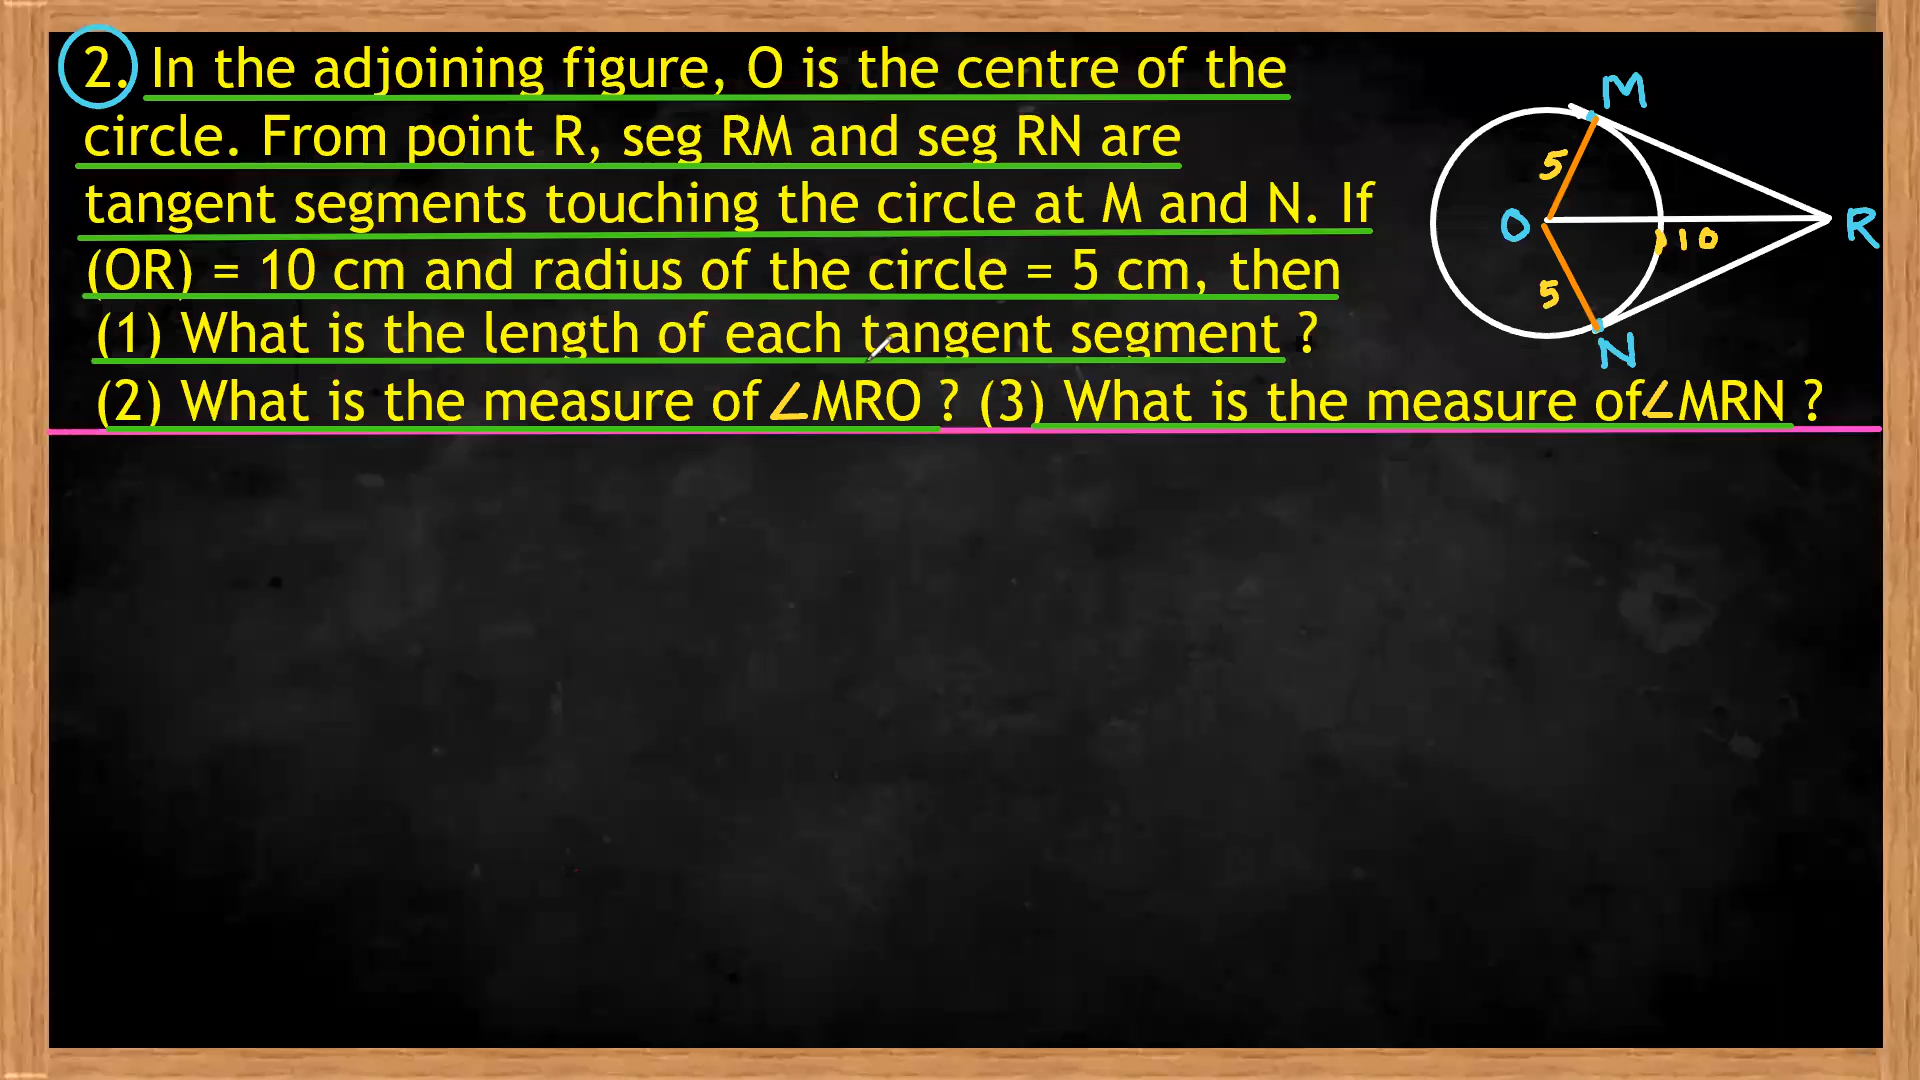 2. In the adjoining figure, O is the centre of the
circle. From point R, seg RM and seg RN are
tangent segments touching the circle at M and N. If
(OR) = 10 cm and radius of the circle = 5 cm, then
(1) What is the length of each tangent segment ?
(2) What is the measure of ∠MRO ? (3) What is the measure of ∠MRN ?
M
5
O
R
10
5
N